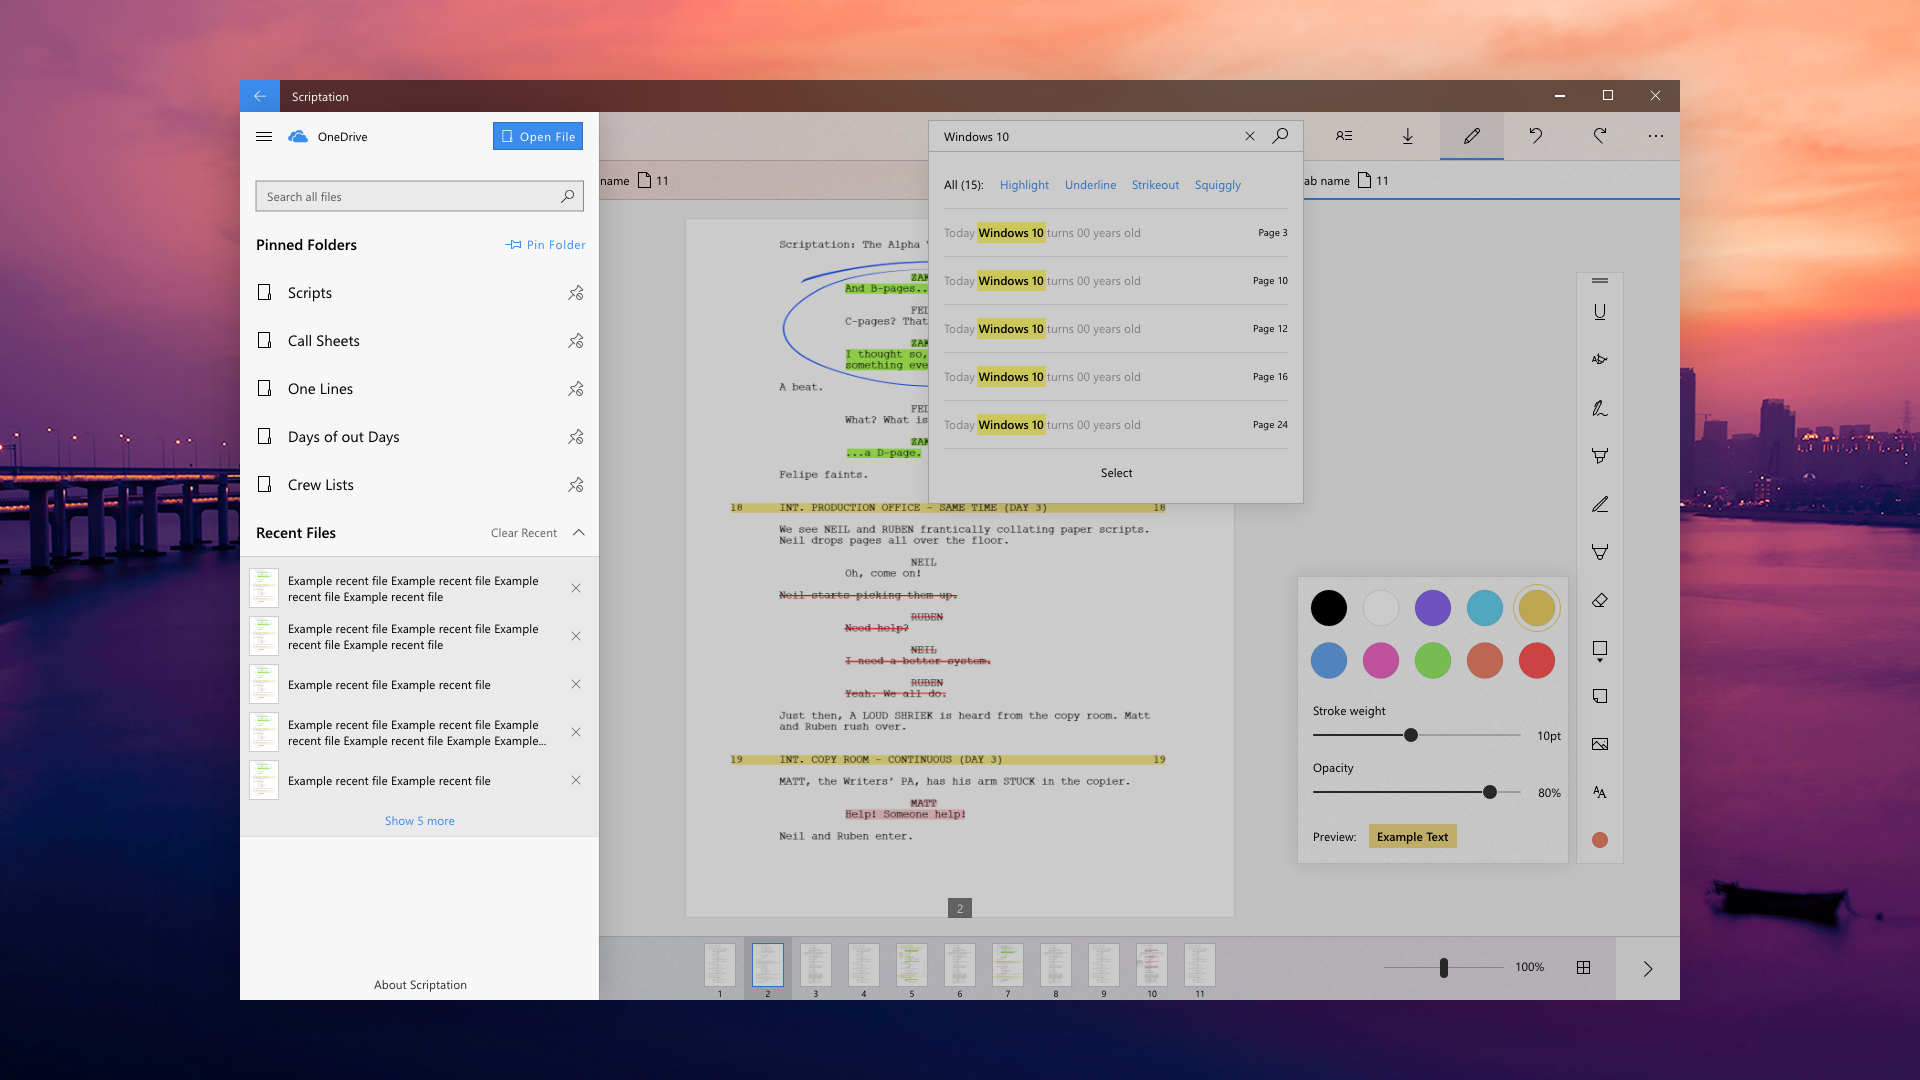 Scriptation
OneDrive
Open File
Search all files
Pinned Folders
Pin Folder
Scripts
Call Sheets
One Lines
Days of out Days
Crew Lists
Recent Files
Clear Recent
Example recent file Example recent file Example
recent file Example recent file
Example recent file Example recent file Example
recent file Example recent file
Example recent file Example recent file
Example recent file Example recent file Example
recent file Example recent file Example Example...
Example recent file Example recent file
Show 5 more
About Scriptation
name 11
ab name 11
Windows 10
All (15): Highlight Underline Strikeout Squiggly
Today Windows 10 turns 00 years old Page 3
Today Windows 10 turns 00 years old Page 10
Today Windows 10 turns 00 years old Page 12
Today Windows 10 turns 00 years old Page 16
Today Windows 10 turns 00 years old Page 24
Select
Scriptation: The Alpha
ZAK
And B-pages..
FEL
C-pages? That
ZAK
I thought so,
something eve
A beat.
FEL
What? What is
ZAK
...a D-page.
Felipe faints.
18 INT. PRODUCTION OFFICE - SAME TIME (DAY 3) 18
We see NEIL and RUBEN frantically collating paper scripts.
Neil drops pages all over the floor.
NEIL
Oh, come on!
Neil starts picking them up.
RUBEN
Need help?
NEIL
I need a better system.
RUBEN
Yeah. We all do.
Just then, A LOUD SHRIEK is heard from the copy room. Matt
and Ruben rush over.
19 INT. COPY ROOM - CONTINUOUS (DAY 3) 19
MATT, the Writers' PA, has his arm STUCK in the copier.
MATT
Help! Someone help!
Neil and Ruben enter.
2
Stroke weight
10pt
Opacity
80%
Preview: Example Text
1 2 3 4 5 6 7 8 9 10 11
100%